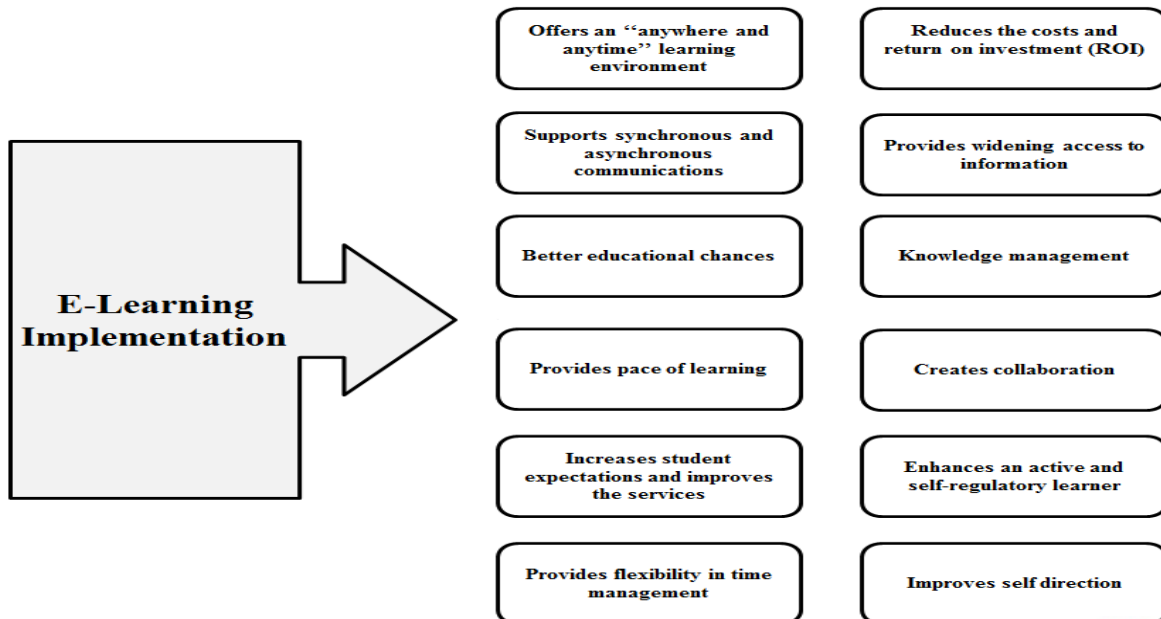 E-Learning
Implementation
Offers an ‘‘anywhere and
anytime’’ learning
environment
Reduces the costs and
return on investment (ROI)
Supports synchronous and
asynchronous
communications
Provides widening access to
information
Better educational chances
Knowledge management
Provides pace of learning
Creates collaboration
Increases student
expectations and improves
the services
Enhances an active and
self-regulatory learner
Provides flexibility in time
management
Improves self direction